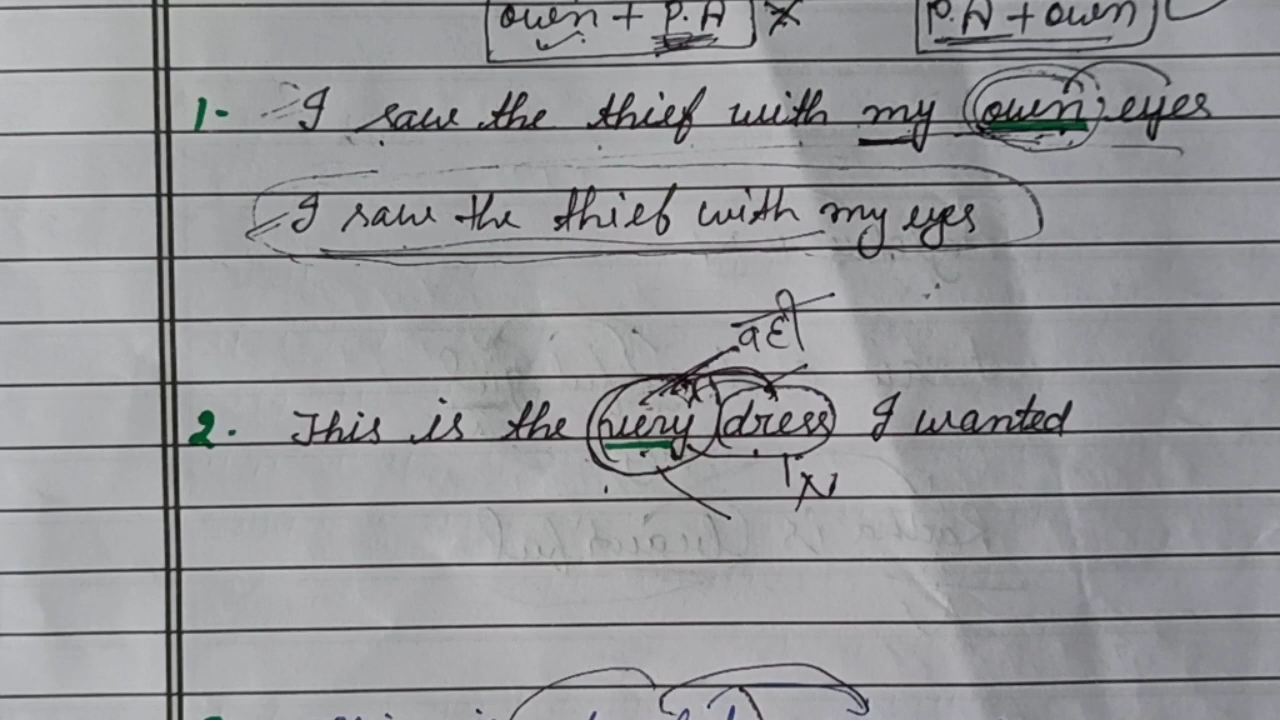 own + P.A × P.A + own
1. I saw the thief with my own eyes
I saw the thief with my eyes
वही
2. This is the very dress I wanted
N